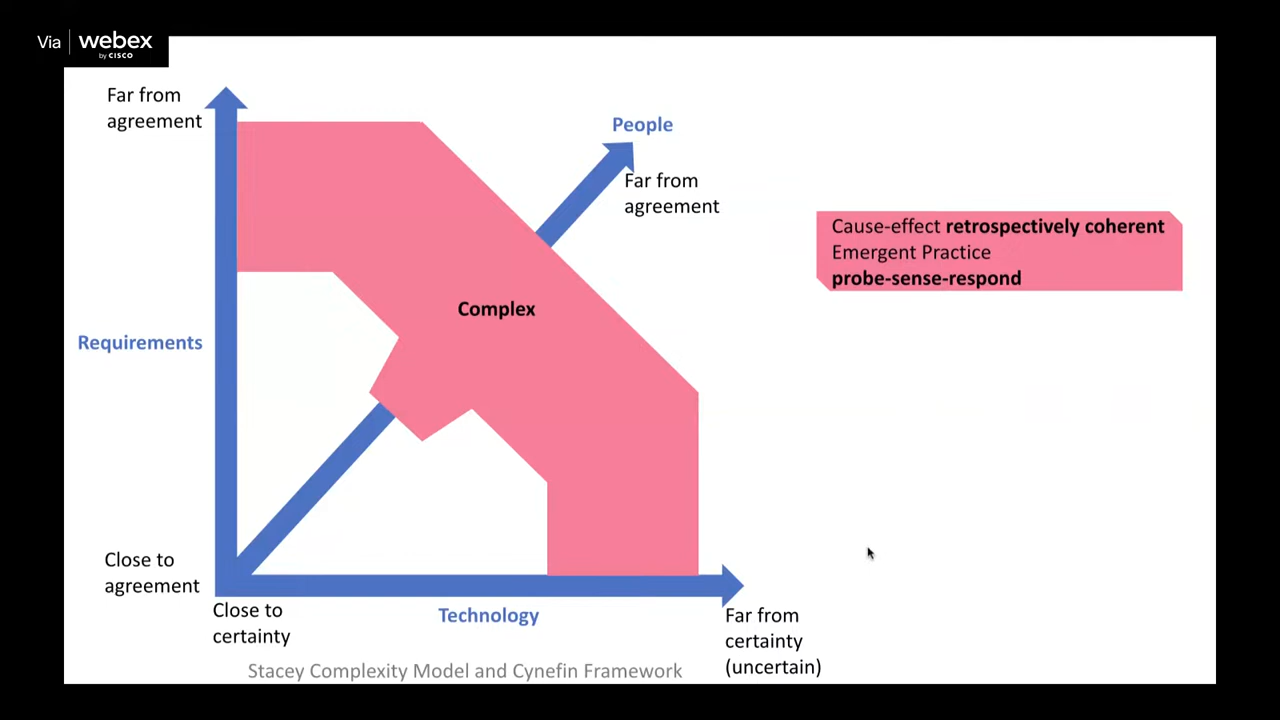 Via webex
by CISCO
Far from
agreement
People
Far from
agreement
Cause-effect retrospectively coherent
Emergent Practice
probe-sense-respond
Complex
Requirements
Close to
agreement
Close to
certainty
Technology
Far from
certainty
(uncertain)
Stacey Complexity Model and Cynefin Framework